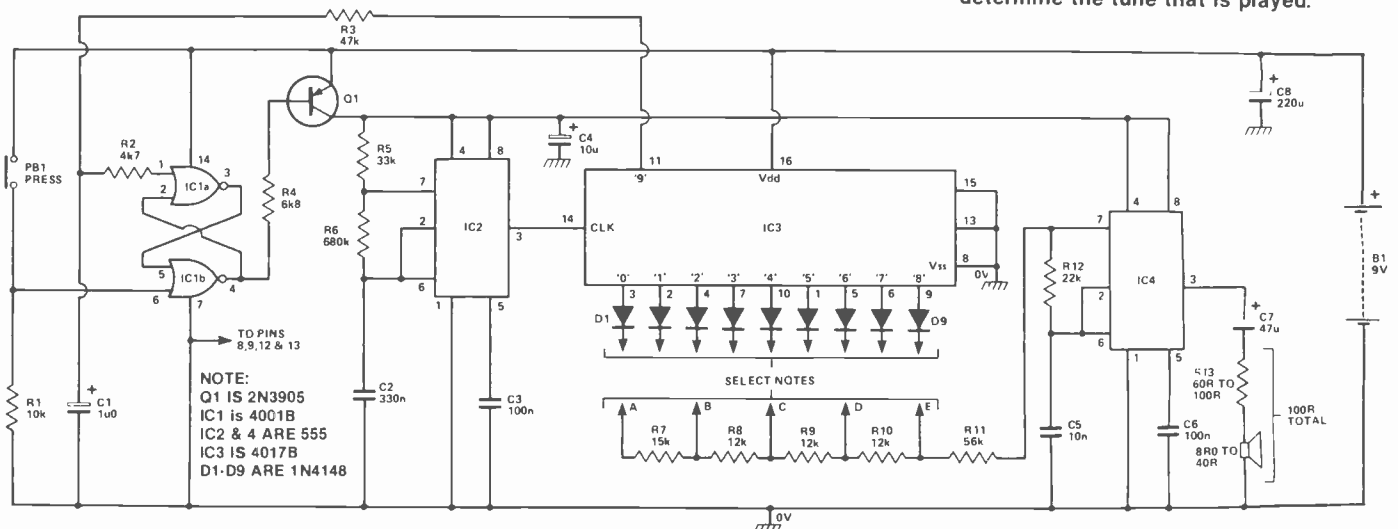 determine the tune that is played.
R3
47k
Q1
C8
220u
+
PB1
PRESS
R2
4k7
1
2
14
3
IC1a
5
6
IC1b
4
7
R4
6k8
R5
33k
R6
680k
4
8
7
2
6
IC2
3
1
5
+
C4
10u
11
'9'
16
Vdd
14
CLK
IC3
15
13
8
Vss
0V
'0'
'1'
'2'
'3'
'4'
'5'
'6'
'7'
'8'
3
2
4
7
10
1
5
6
9
D1
D9
SELECT NOTES
A
B
C
D
E
R7
15k
R8
12k
R9
12k
R10
12k
R11
56k
4
8
7
2
6
IC4
3
1
5
R12
22k
+
C7
47u
60R TO
100R
100R
TOTAL
8R0 TO
40R
+
B1
9V
R1
10k
+
C1
1u0
TO PINS
8,9,12 & 13
NOTE:
Q1 IS 2N3905
IC1 is 4001B
IC2 & 4 ARE 555
IC3 IS 4017B
D1-D9 ARE 1N4148
C2
330n
C3
100n
C5
10n
C6
100n
0V